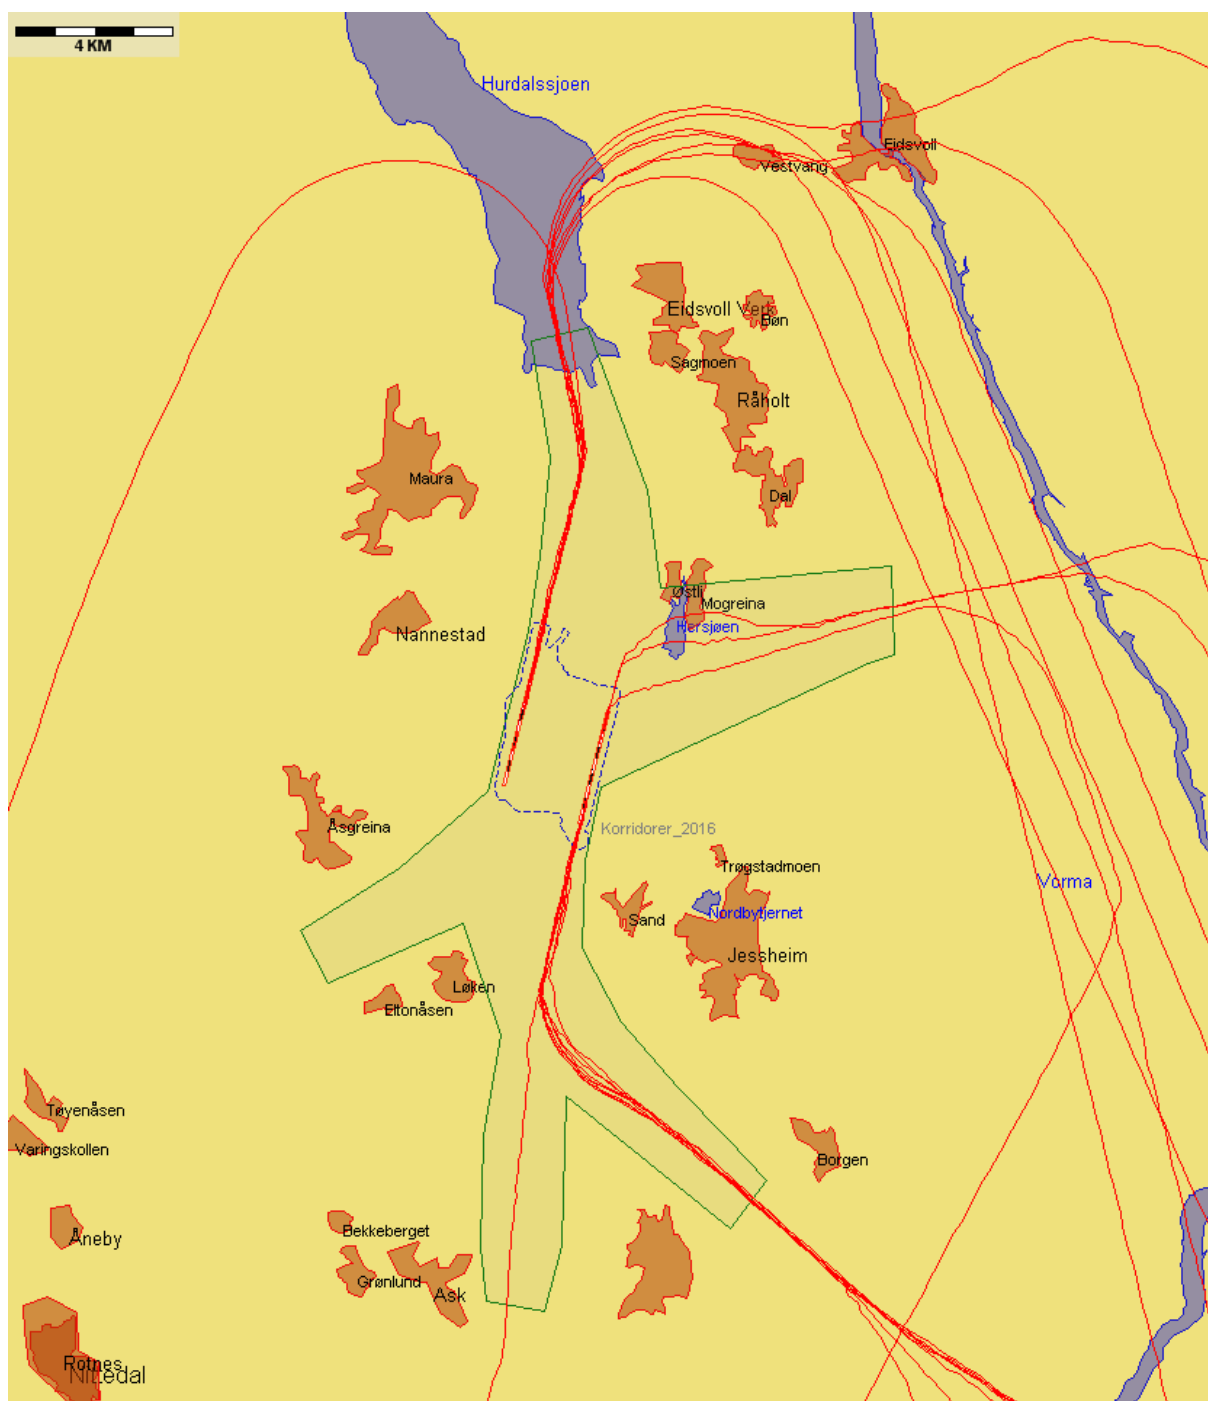 4 KM
Hurdalssjoen
Eidsvoll
Vestvang
Eidsvoll Verk
Bøn
Sagmoen
Råholt
Maura
Dal
Østli
Mogreina
Nannestad
Hersjøen
Åsgreina
Korridorer_2016
Trøgstadmoen
Vorma
Sand
Nordbytjernet
Jessheim
Løken
Eltonåsen
Tøyenåsen
Varingskollen
Borgen
Åneby
Bekkeberget
Grønlund
Ask
Rotnes
Nittedal